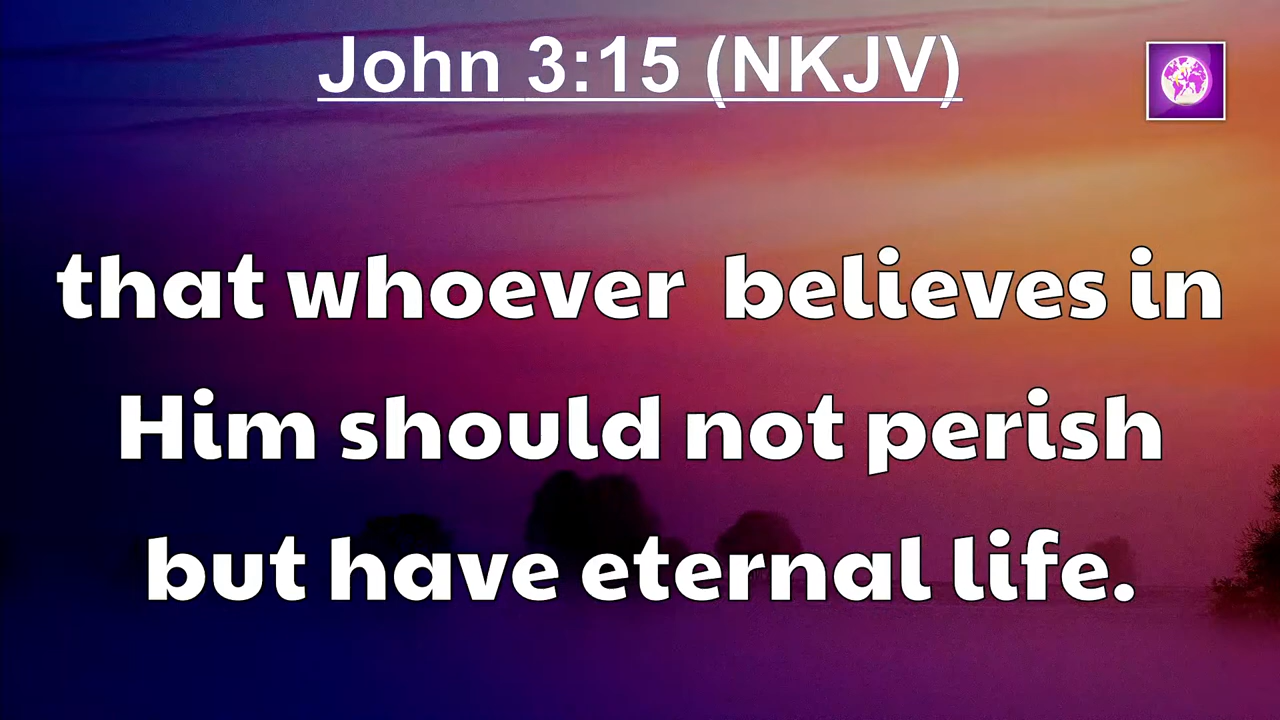 John 3:15 (NKJV)
that whoever  believes in
Him should not perish
but have eternal life.